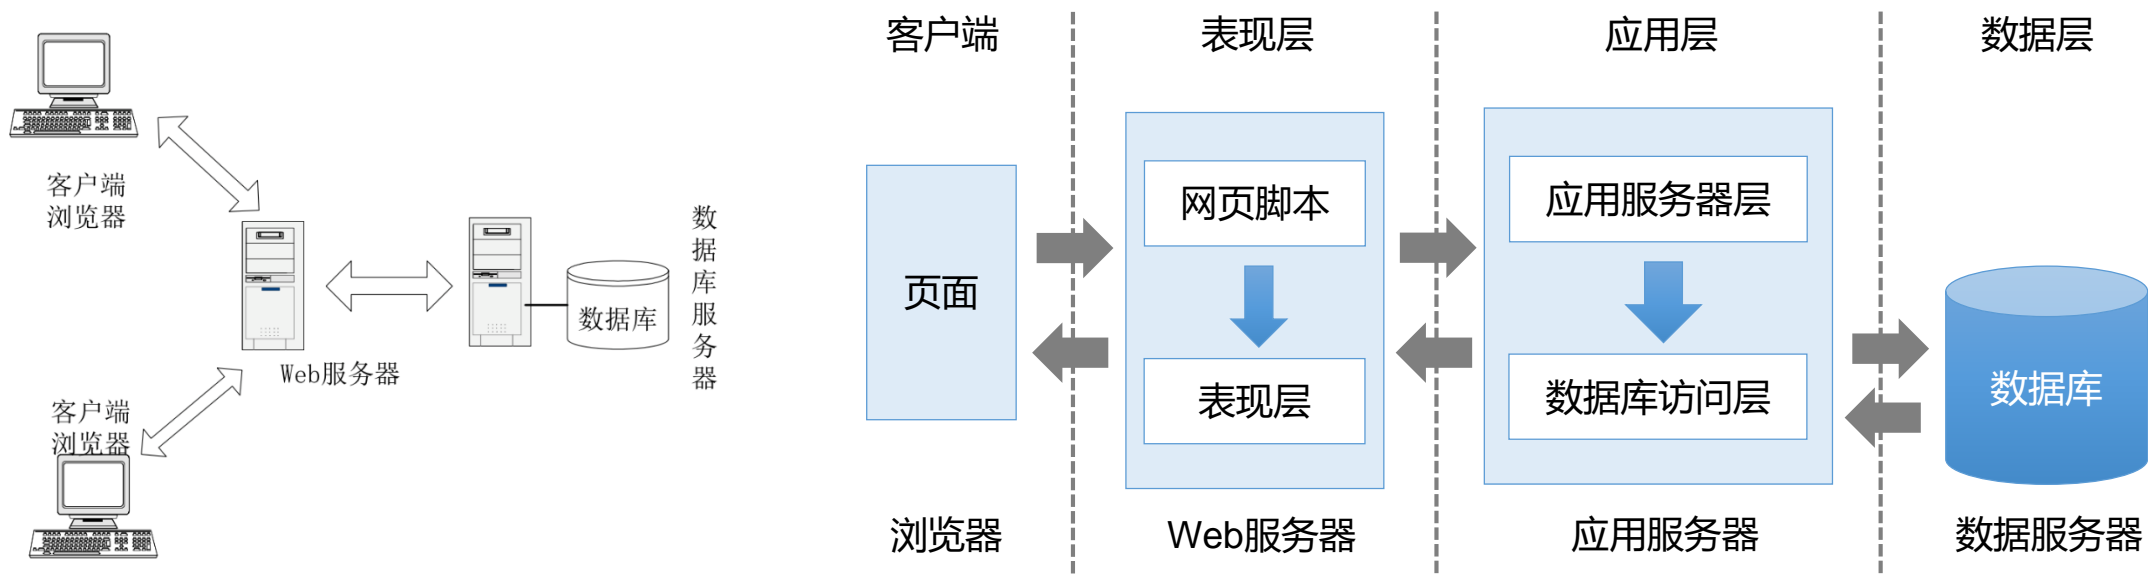 客户端
浏览器
Web服务器
客户端
浏览器
数据库
数据库服务器
客户端
表现层
应用层
数据层
页面
网页脚本
表现层
应用服务器层
数据库访问层
数据库
浏览器
Web服务器
应用服务器
数据服务器